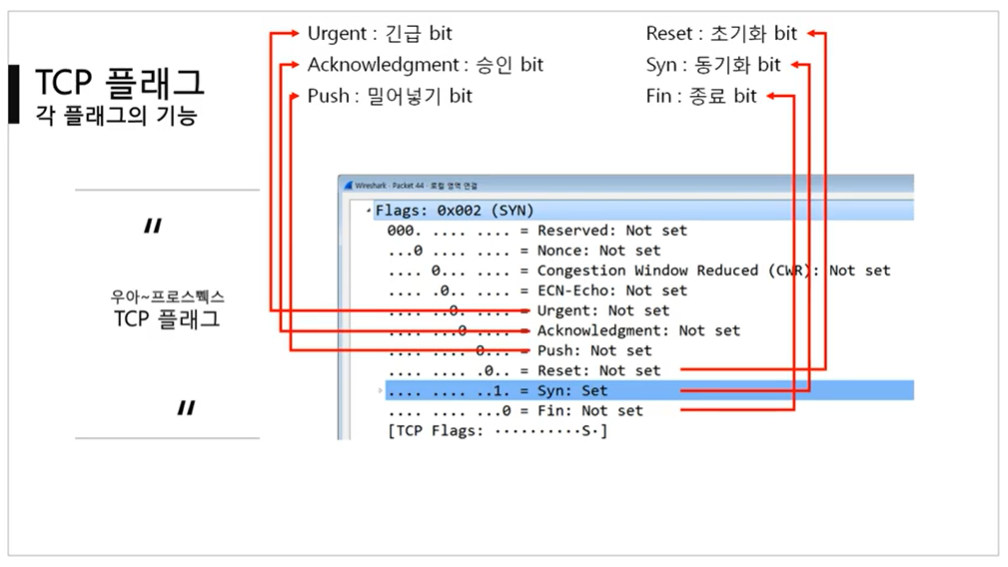 TCP 플래그
각 플래그의 기능
Urgent : 긴급 bit
Acknowledgment : 승인 bit
Push : 밀어넣기 bit
Reset : 초기화 bit
Syn : 동기화 bit
Fin : 종료 bit
"
우아~프로스펙스
TCP 플래그
"
Wireshark · Packet 44 · 로컬 영역 연결
Flags: 0x002 (SYN)
000. .... .... = Reserved: Not set
...0 .... .... = Nonce: Not set
.... 0... .... = Congestion Window Reduced (CWR): Not set
.... .0.. .... = ECN-Echo: Not set
.... ..0. .... = Urgent: Not set
.... ...0 .... = Acknowledgment: Not set
.... .... 0... = Push: Not set
.... .... .0.. = Reset: Not set
.... .... ..1. = Syn: Set
.... .... ...0 = Fin: Not set
[TCP Flags: ··········S·]